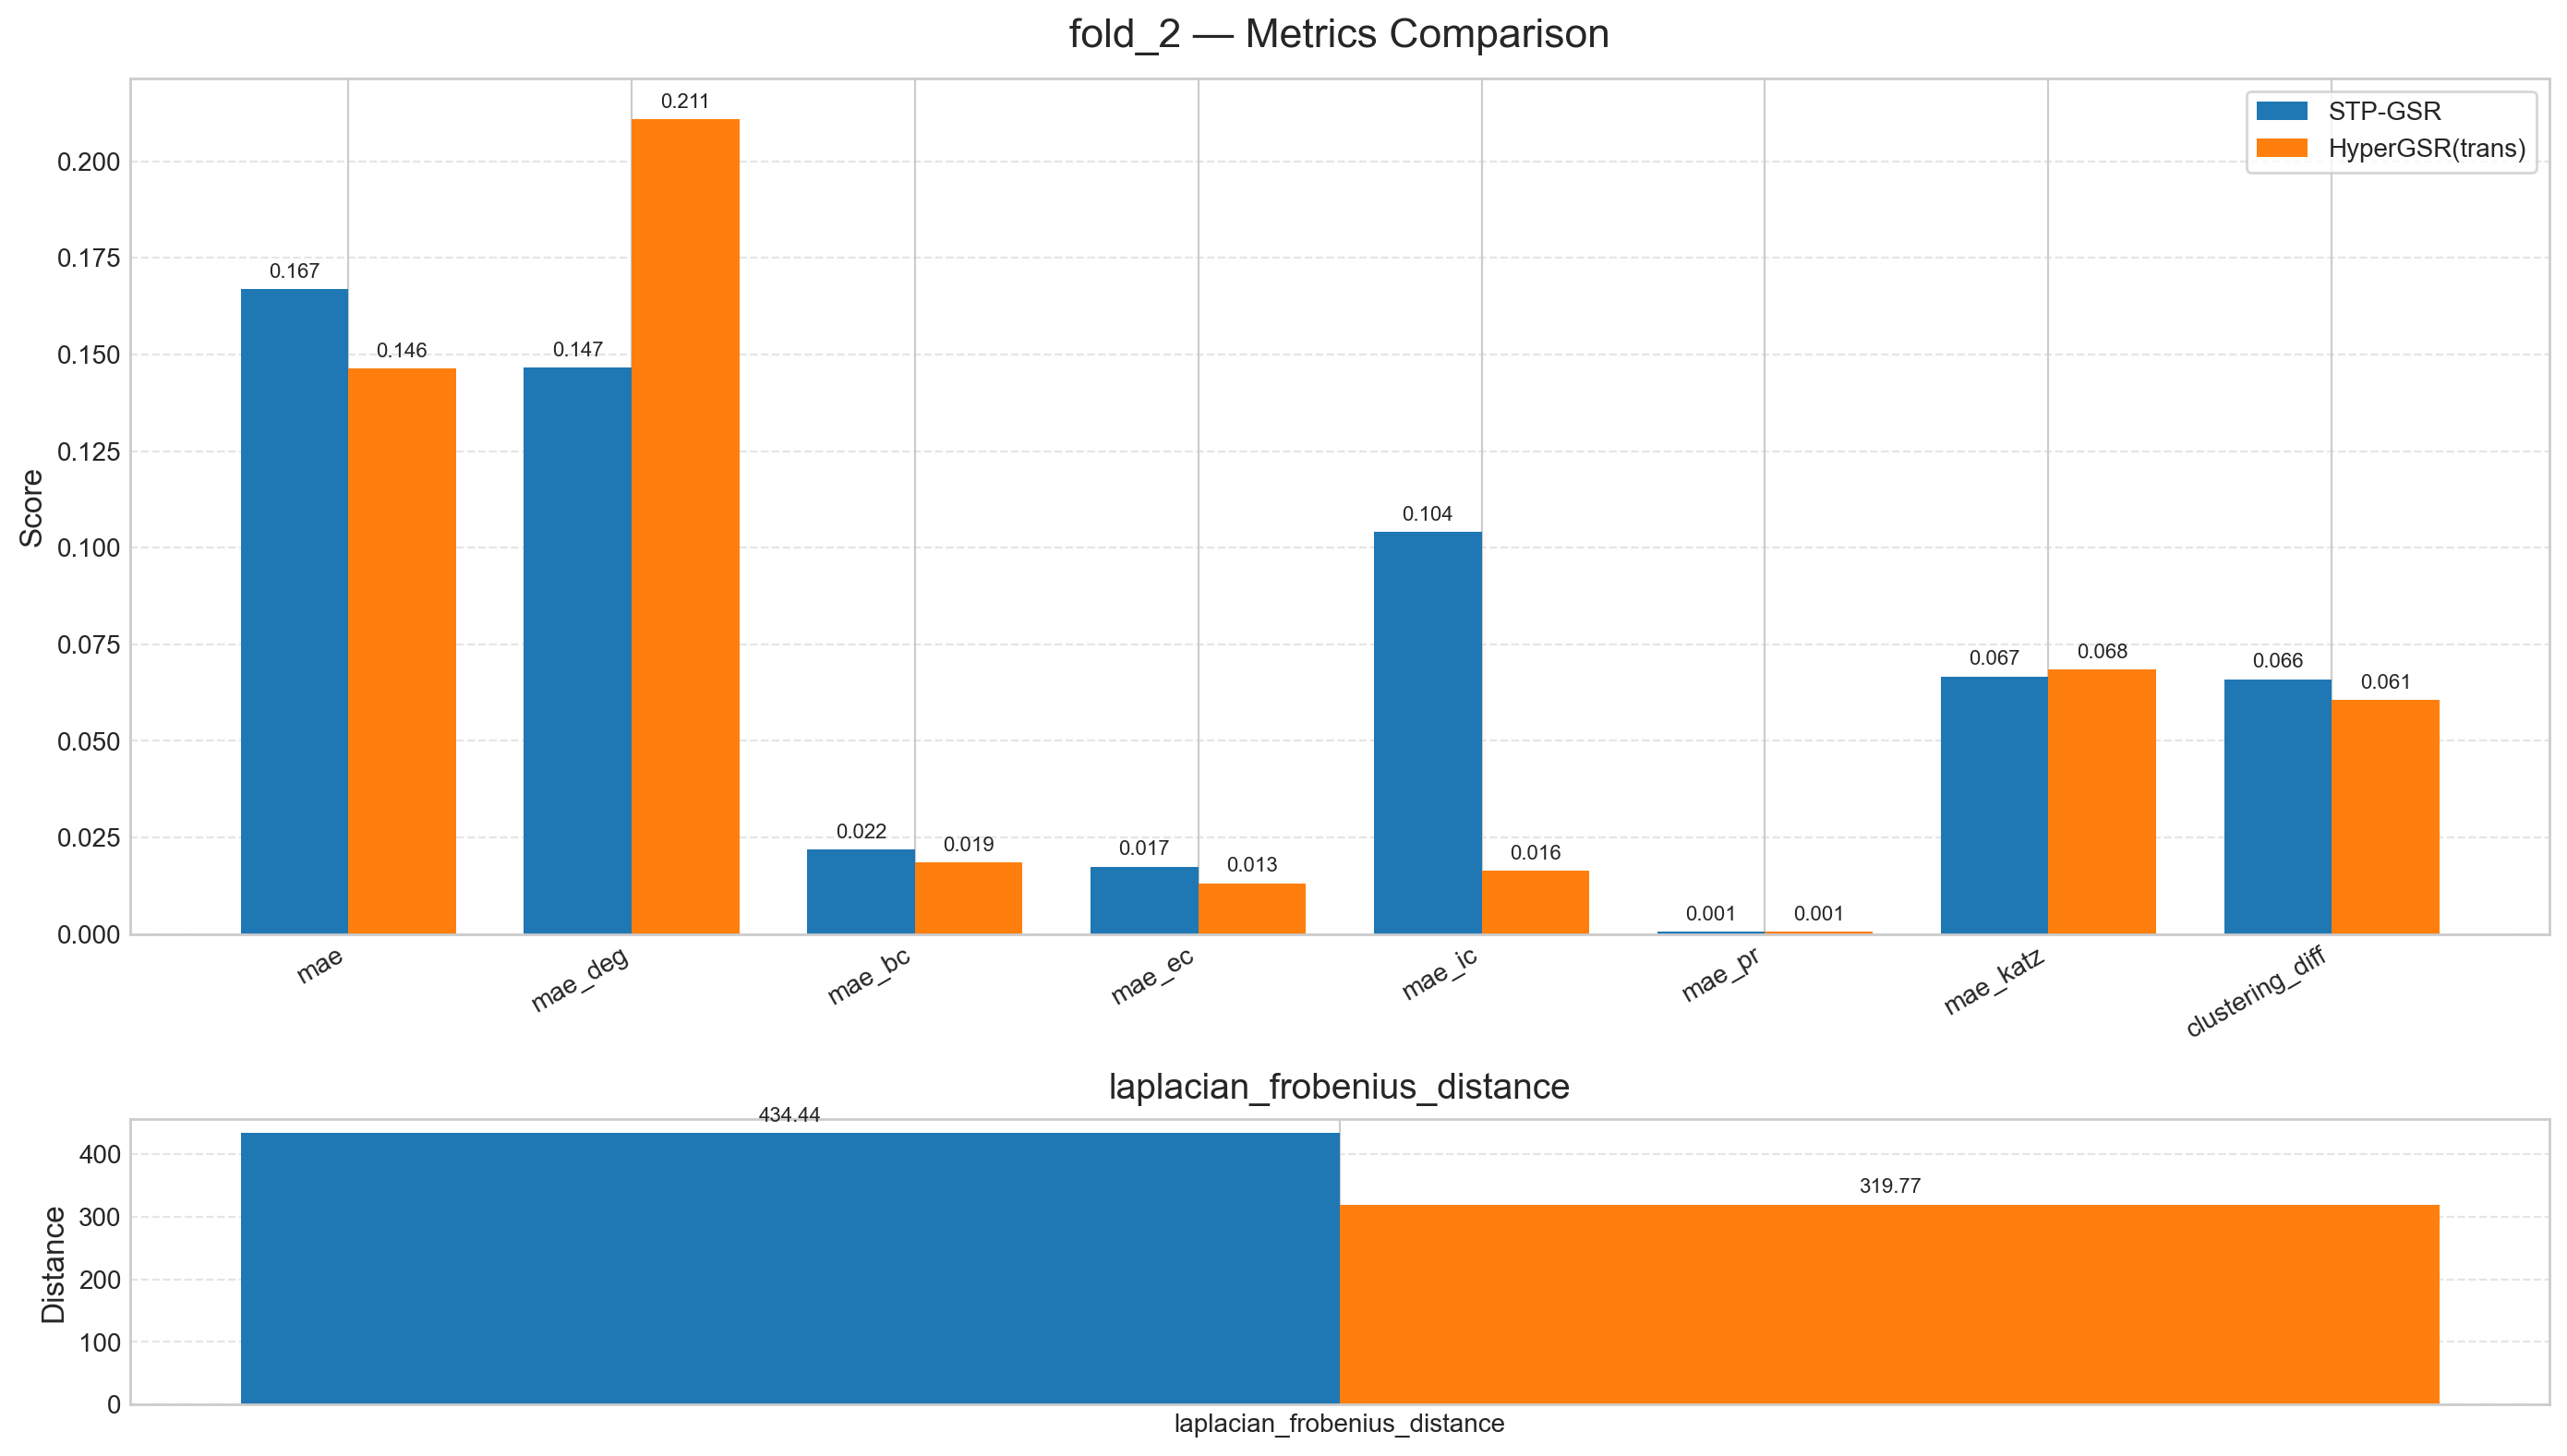 fold_2 — Metrics Comparison
STP-GSR
HyperGSR(trans)
Score
0.200
0.175
0.150
0.125
0.100
0.075
0.050
0.025
0.000
0.167
0.146
0.147
0.211
0.022
0.019
0.017
0.013
0.104
0.016
0.001
0.001
0.067
0.068
0.066
0.061
mae
mae_deg
mae_bc
mae_ec
mae_ic
mae_pr
mae_katz
clustering_diff
laplacian_frobenius_distance
Distance
400
300
200
100
0
434.44
319.77
laplacian_frobenius_distance